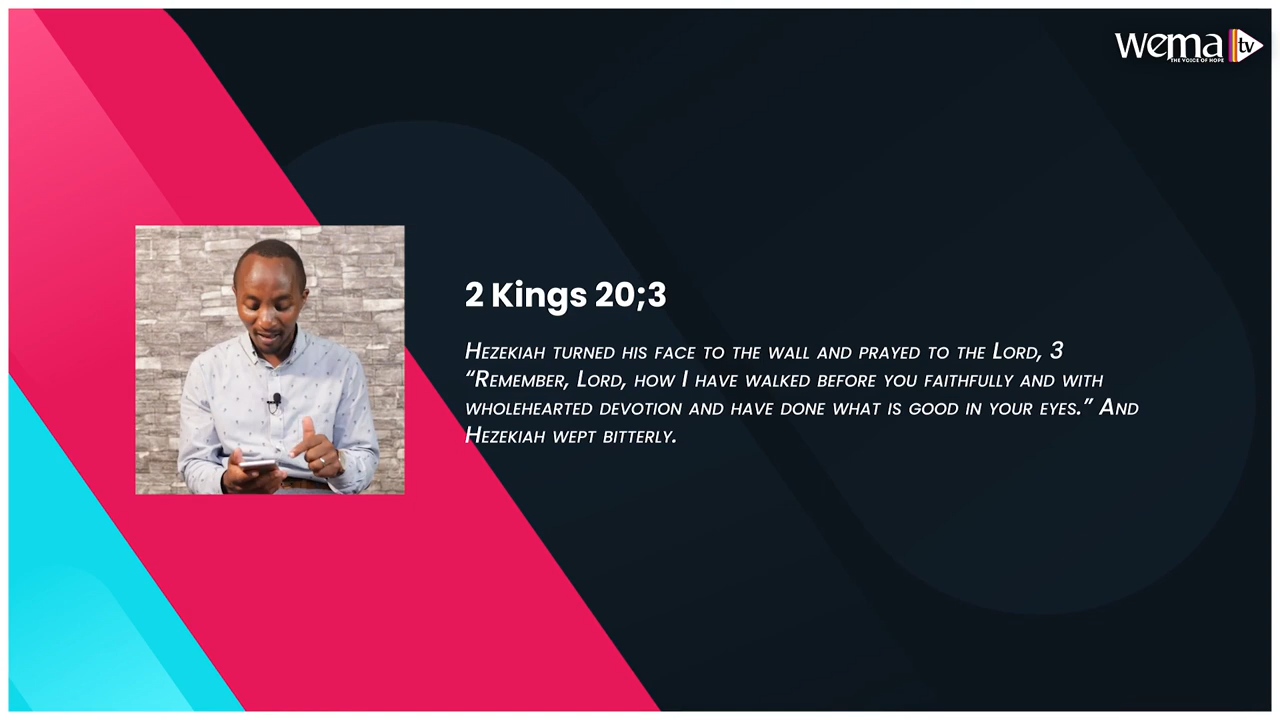 wema tv
THE VOICE OF HOPE
2 Kings 20;3
Hezekiah turned his face to the wall and prayed to the Lord, 3
“Remember, Lord, how I have walked before you faithfully and with
wholehearted devotion and have done what is good in your eyes.” And
Hezekiah wept bitterly.